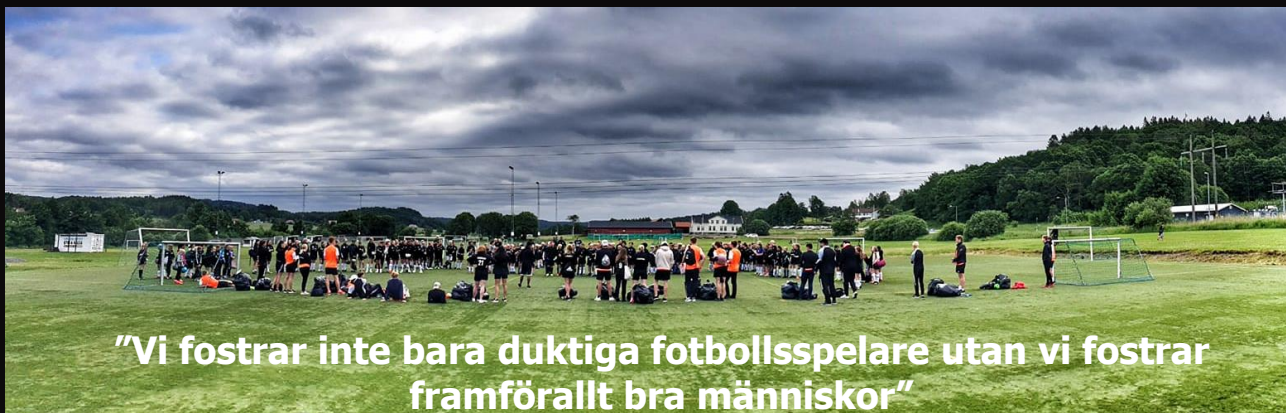 ”Vi fostrar inte bara duktiga fotbollsspelare utan vi fostrar
framförallt bra människor”